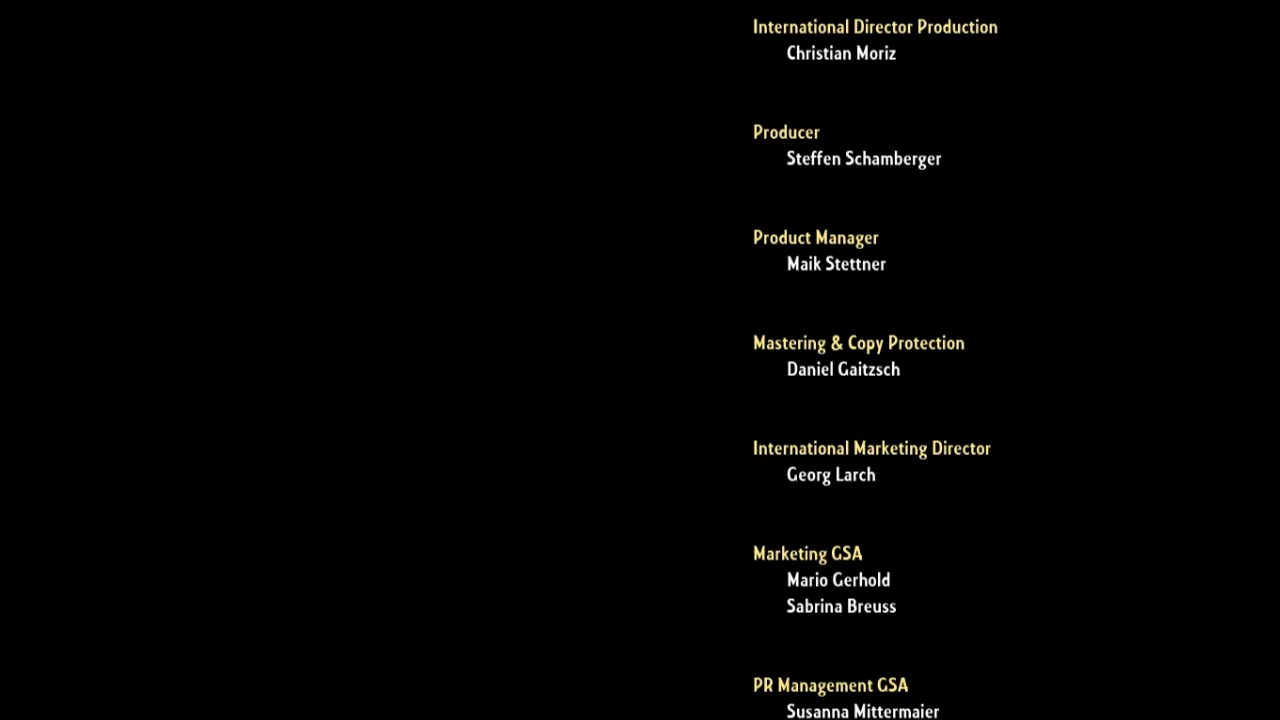 International Director Production
Christian Moriz
Producer
Steffen Schamberger
Product Manager
Maik Stettner
Mastering & Copy Protection
Daniel Gaitzsch
International Marketing Director
Georg Larch
Marketing GSA
Mario Gerhold
Sabrina Breuss
PR Management GSA
Susanna Mittermaier